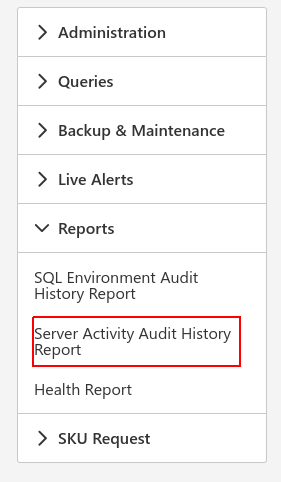 Administration
Queries
Backup & Maintenance
Live Alerts
Reports
SQL Environment Audit
History Report
Server Activity Audit History
Report
Health Report
SKU Request